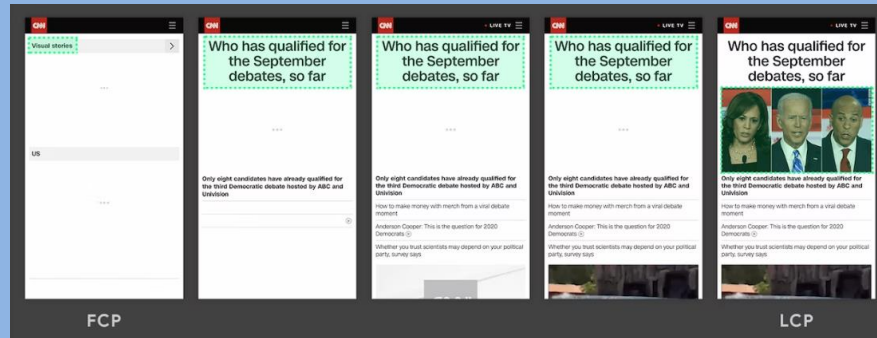 CNN
Visual stories
US
CNN
Who has qualified for
the September
debates, so far
Only eight candidates have already qualified for
the third Democratic debate hosted by ABC and
Univision
CNN
LIVE TV
Who has qualified for
the September
debates, so far
Only eight candidates have already qualified for
the third Democratic debate hosted by ABC and
Univision
How to make money with merch from a viral debate
moment
Anderson Cooper: This is the question for 2020
Democrats
Whether you trust scientists may depend on your political
party, survey says
CNN
LIVE TV
Who has qualified for
the September
debates, so far
Only eight candidates have already qualified for
the third Democratic debate hosted by ABC and
Univision
How to make money with merch from a viral debate
moment
Anderson Cooper: This is the question for 2020
Democrats
Whether you trust scientists may depend on your political
party, survey says
CNN
LIVE TV
Who has qualified for
the September
debates, so far
Only eight candidates have already qualified for
the third Democratic debate hosted by ABC and
Univision
How to make money with merch from a viral debate
moment
Anderson Cooper: This is the question for 2020
Democrats
Whether you trust scientists may depend on your political
party, survey says
FCP
LCP